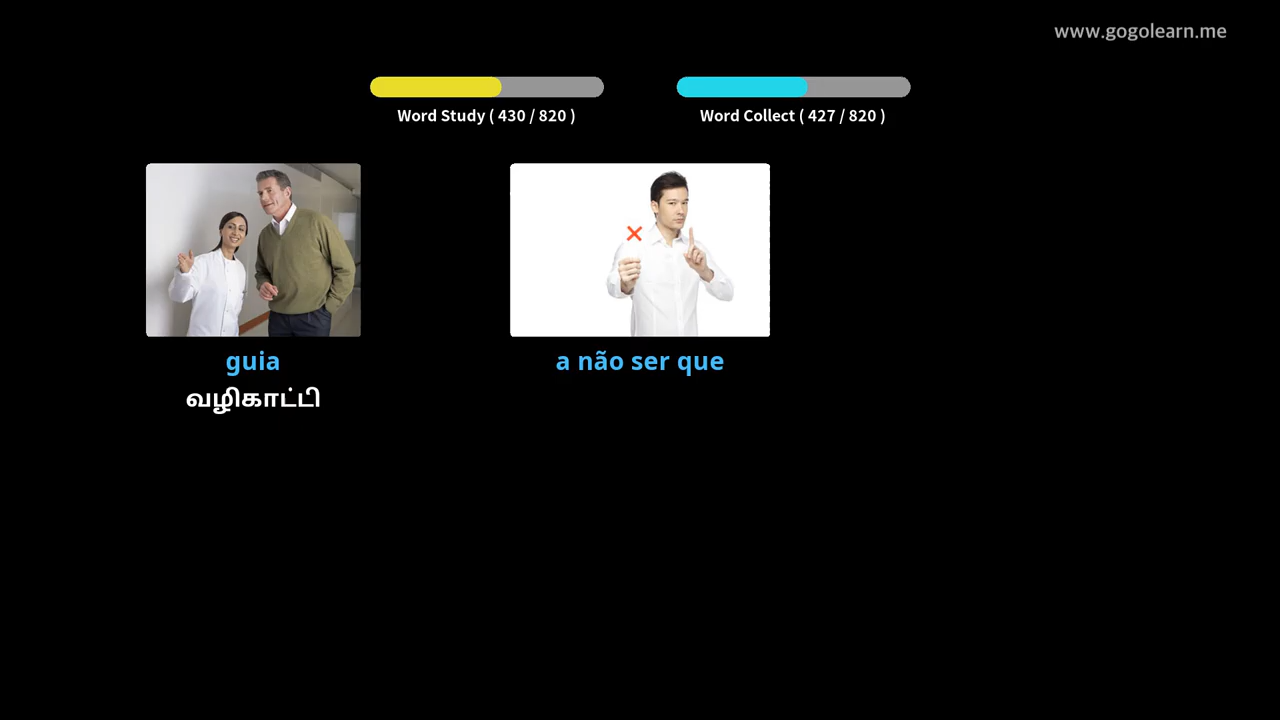 www.gogolearn.me
Word Study ( 430 / 820 )
Word Collect ( 427 / 820 )
guia
வழிகாட்டி
a não ser que